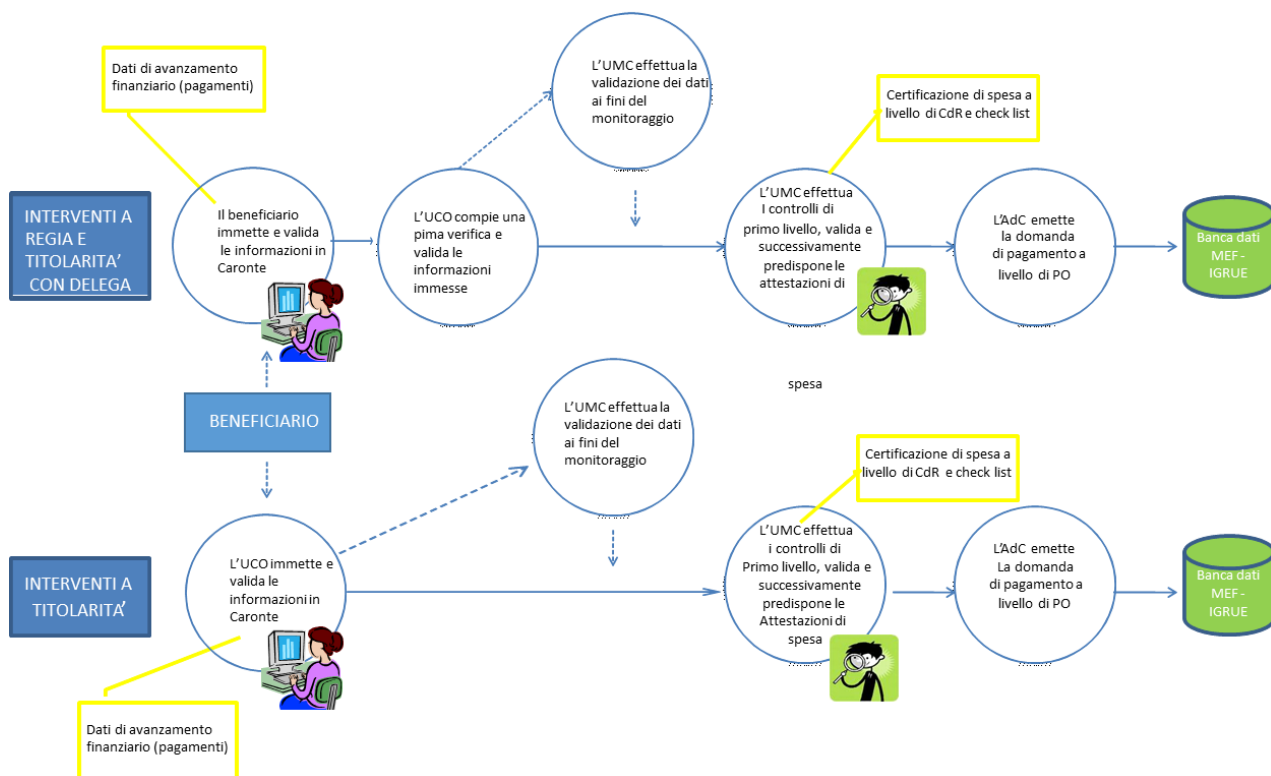 Dati di avanzamento
finanziario (pagamenti)
L'UMC effettua la
validazione dei dati
ai fini del
monitoraggio
Certificazione di spesa a
livello di CdR e check list
INTERVENTI A
REGIA E
TITOLARITA'
CON DELEGA
Il beneficiario
immette e valida
le informazioni in
Caronte
L'UCO compie una
pima verifica e
valida le
informazioni
immesse
L'UMC effettua
I controlli di
primo livello, valida e
successivamente
predispone le
attestazioni di
L'AdC emette
la domanda
di pagamento a
livello di PO
Banca dati
MEF -
IGRUE
spesa
BENEFICIARIO
L'UMC effettua la
validazione dei dati
ai fini del
monitoraggio
Certificazione di spesa a
livello di CdR e check list
INTERVENTI A
TITOLARITA'
L'UCO immette e
valida le
informazioni in
Caronte
L'UMC effettua
i controlli di
Primo livello, valida e
successivamente
predispone le
Attestazioni di
spesa
L'AdC emette
La domanda
di pagamento a
livello di PO
Banca dati
MEF -
IGRUE
Dati di avanzamento
finanziario (pagamenti)